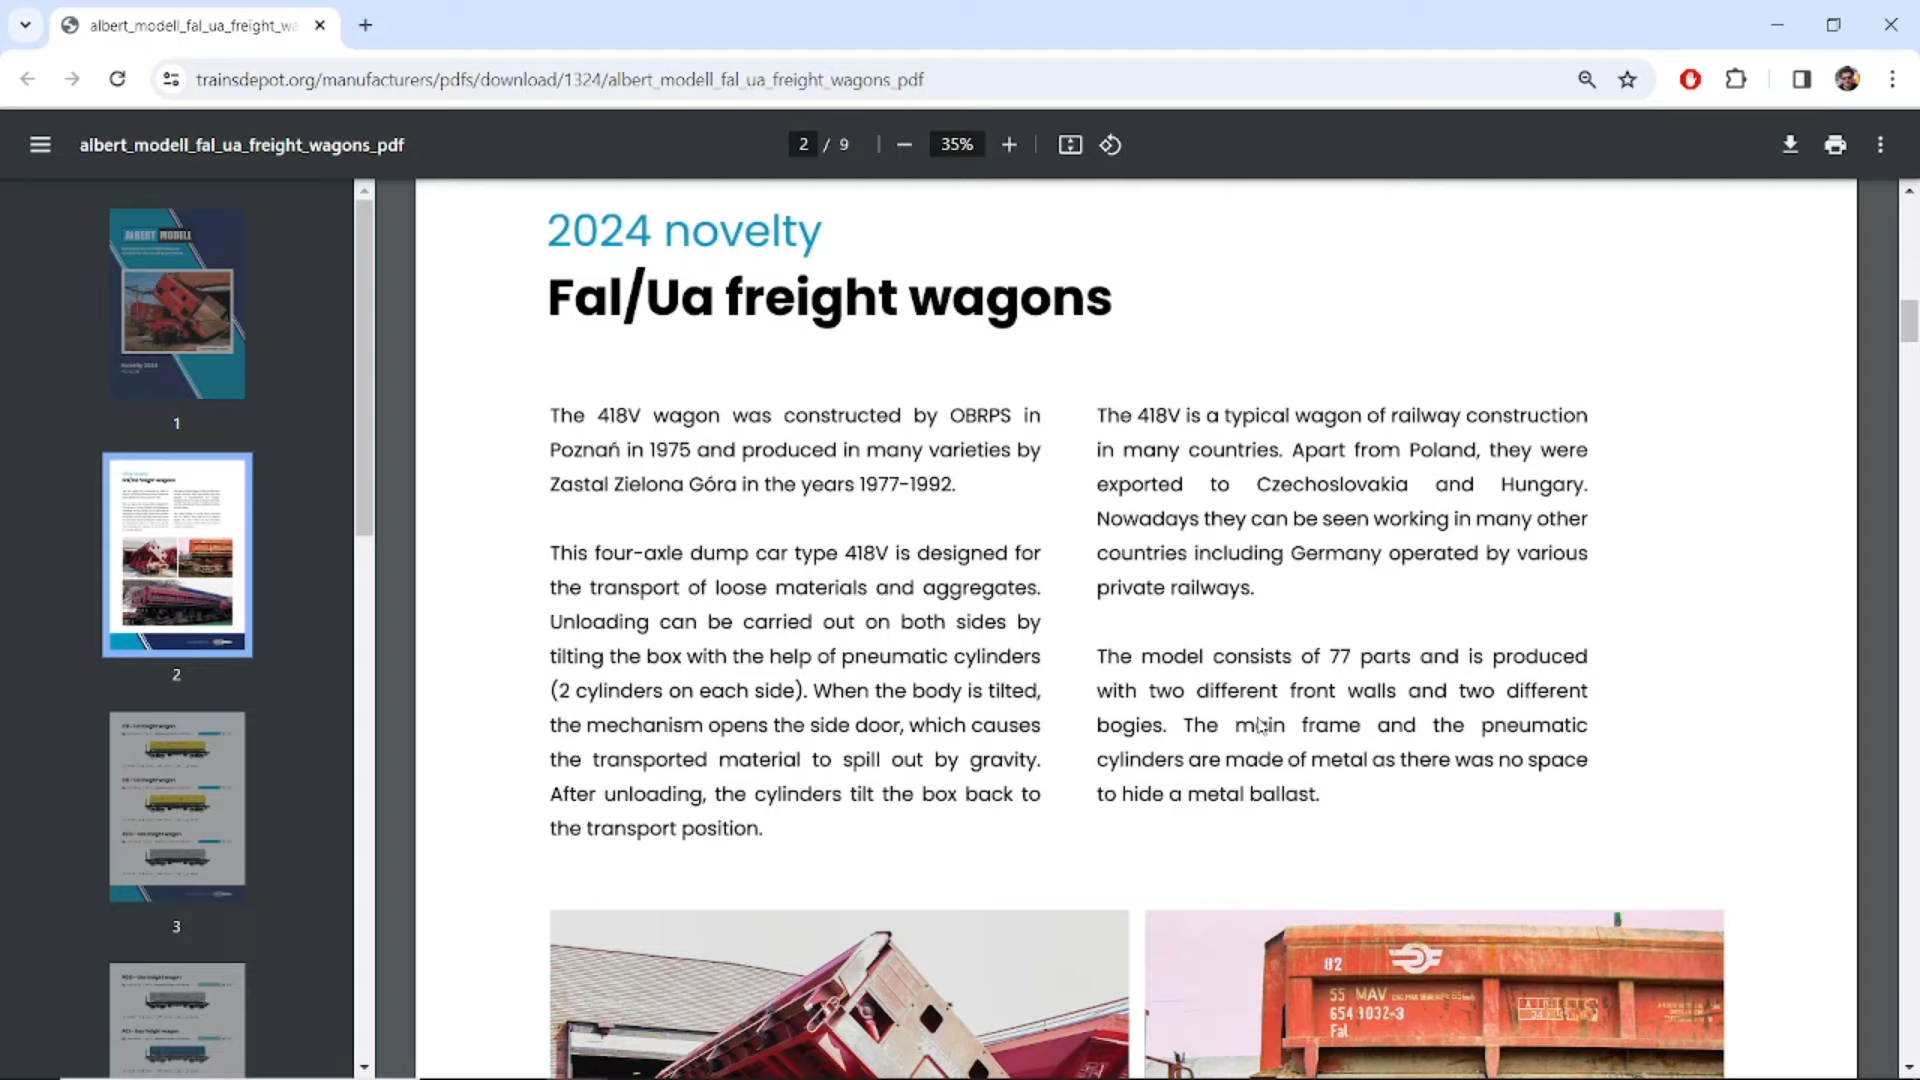 albert_modell_fal_ua_freight_wa
trainsdepot.org/manufacturers/pdfs/download/1324/albert_modell_fal_ua_freight_wagons_pdf
albert_modell_fal_ua_freight_wagons_pdf
2 / 9
35%
ALBERT MODELL
1
2
3
2024 novelty
Fal/Ua freight wagons
The 418V wagon was constructed by OBRPS in
Poznań in 1975 and produced in many varieties by
Zastal Zielona Góra in the years 1977-1992.
This four-axle dump car type 418V is designed for
the transport of loose materials and aggregates.
Unloading can be carried out on both sides by
tilting the box with the help of pneumatic cylinders
(2 cylinders on each side). When the body is tilted,
the mechanism opens the side door, which causes
the transported material to spill out by gravity.
After unloading, the cylinders tilt the box back to
the transport position.
The 418V is a typical wagon of railway construction
in many countries. Apart from Poland, they were
exported to Czechoslovakia and Hungary.
Nowadays they can be seen working in many other
countries including Germany operated by various
private railways.
The model consists of 77 parts and is produced
with two different front walls and two different
bogies. The main frame and the pneumatic
cylinders are made of metal as there was no space
to hide a metal ballast.
82
55 MAV
654 9032-3
Fal